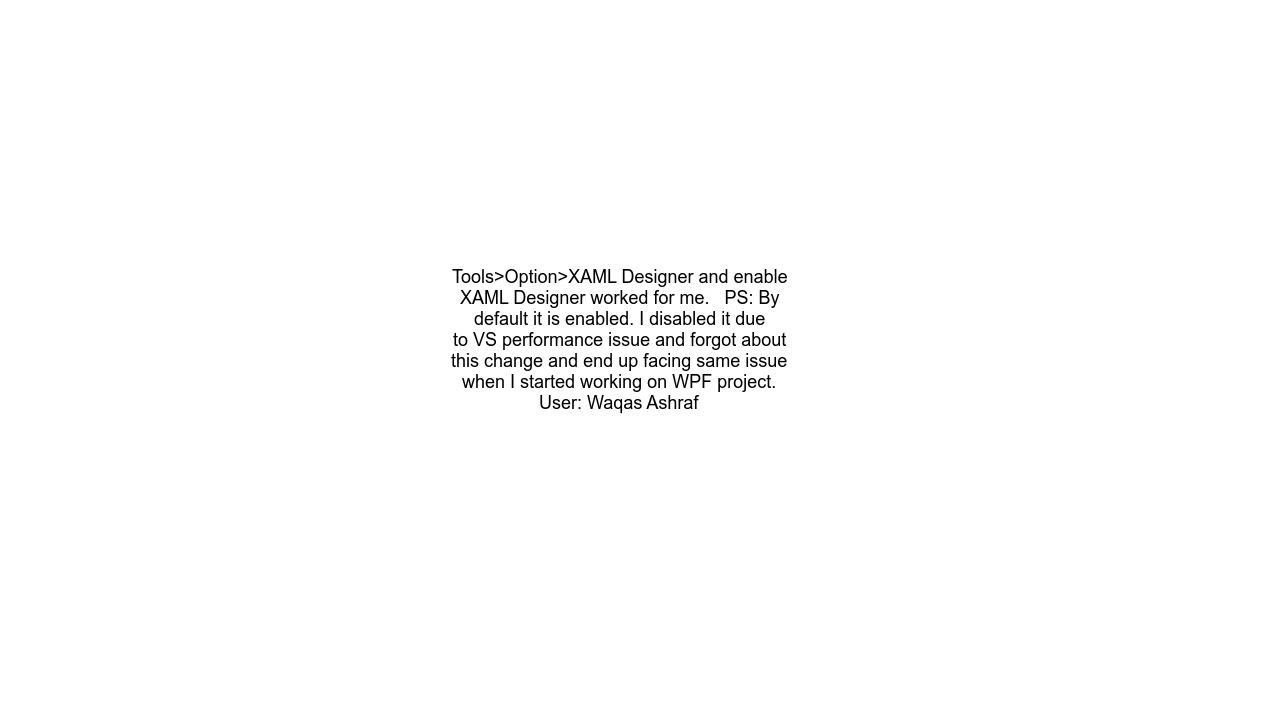 Tools>Option>XAML Designer and enable
XAML Designer worked for me.   PS: By
default it is enabled. I disabled it due
to VS performance issue and forgot about
this change and end up facing same issue
when I started working on WPF project.
User: Waqas Ashraf